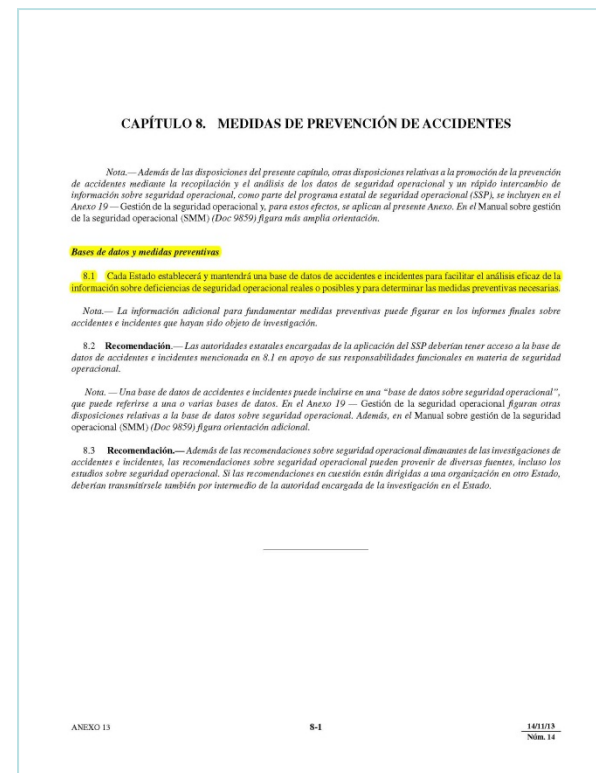 CAPÍTULO 8. MEDIDAS DE PREVENCIÓN DE ACCIDENTES
Nota.— Además de las disposiciones del presente capítulo, otras disposiciones relativas a la promoción de la prevención
de accidentes mediante la recopilación y el análisis de los datos de seguridad operacional y un rápido intercambio de
información sobre seguridad operacional, como parte del programa estatal de seguridad operacional (SSP), se incluyen en el
Anexo 19 — Gestión de la seguridad operacional y, para estos efectos, se aplican al presente Anexo. En el Manual sobre gestión
de la seguridad operacional (SMM) (Doc 9859) figura más amplia orientación.
Bases de datos y medidas preventivas
8.1 Cada Estado establecerá y mantendrá una base de datos de accidentes e incidentes para facilitar el análisis eficaz de la
información sobre deficiencias de seguridad operacional reales o posibles y para determinar las medidas preventivas necesarias.
Nota.— La información adicional para fundamentar medidas preventivas puede figurar en los informes finales sobre
accidentes e incidentes que hayan sido objeto de investigación.
8.2 Recomendación.— Las autoridades estatales encargadas de la aplicación del SSP deberían tener acceso a la base de
datos de accidentes e incidentes mencionada en 8.1 en apoyo de sus responsabilidades funcionales en materia de seguridad
operacional.
Nota. — Una base de datos de accidentes e incidentes puede incluirse en una “base de datos sobre seguridad operacional”,
que puede referirse a una o varias bases de datos. En el Anexo 19 — Gestión de la seguridad operacional figuran otras
disposiciones relativas a la base de datos sobre seguridad operacional. Además, en el Manual sobre gestión de la seguridad
operacional (SMM) (Doc 9859) figura orientación adicional.
8.3 Recomendación.— Además de las recomendaciones sobre seguridad operacional dimanantes de las investigaciones de
accidentes e incidentes, las recomendaciones sobre seguridad operacional pueden provenir de diversas fuentes, incluso los
estudios sobre seguridad operacional. Si las recomendaciones en cuestión están dirigidas a una organización en otro Estado,
deberían transmitírsele también por intermedio de la autoridad encargada de la investigación en el Estado.
ANEXO 13 8-1 14/11/13
Núm. 14